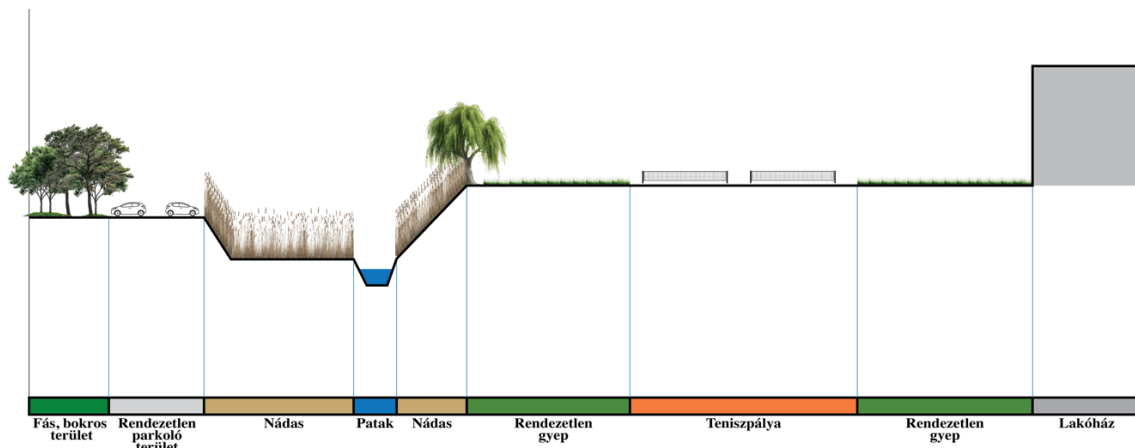 Fás, bokros
terület
Rendezetlen
parkoló
terület
Nádas
Patak
Nádas
Rendezetlen
gyep
Teniszpálya
Rendezetlen
gyep
Lakóház